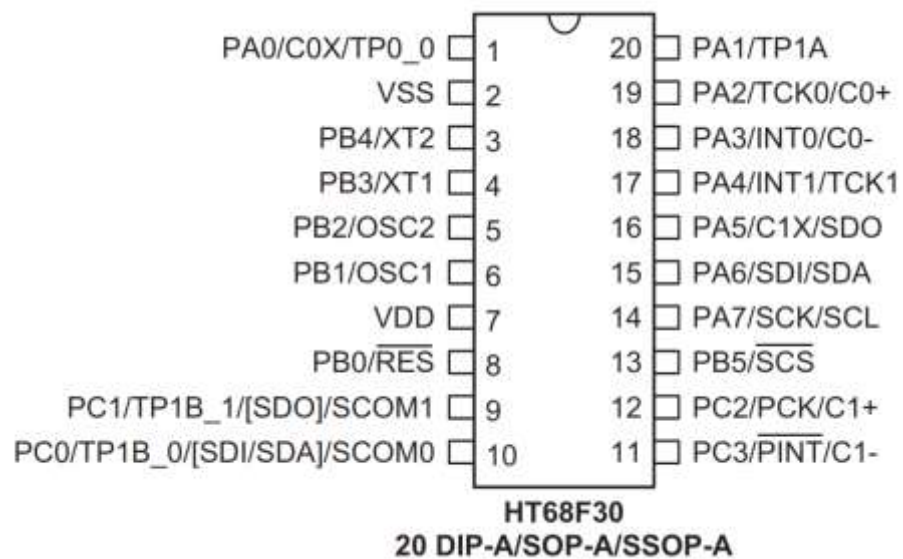 PA0/C0X/TP0_0 1 20 PA1/TP1A
VSS 2 19 PA2/TCK0/C0+
PB4/XT2 3 18 PA3/INT0/C0-
PB3/XT1 4 17 PA4/INT1/TCK1
PB2/OSC2 5 16 PA5/C1X/SDO
PB1/OSC1 6 15 PA6/SDI/SDA
VDD 7 14 PA7/SCK/SCL
PB0/R̅E̅S̅ 8 13 PB5/S̅C̅S̅
PC1/TP1B_1/[SDO]/SCOM1 9 12 PC2/PCK/C1+
PC0/TP1B_0/[SDI/SDA]/SCOM0 10 11 PC3/P̅I̅N̅T̅/C1-
HT68F30
20 DIP-A/SOP-A/SSOP-A